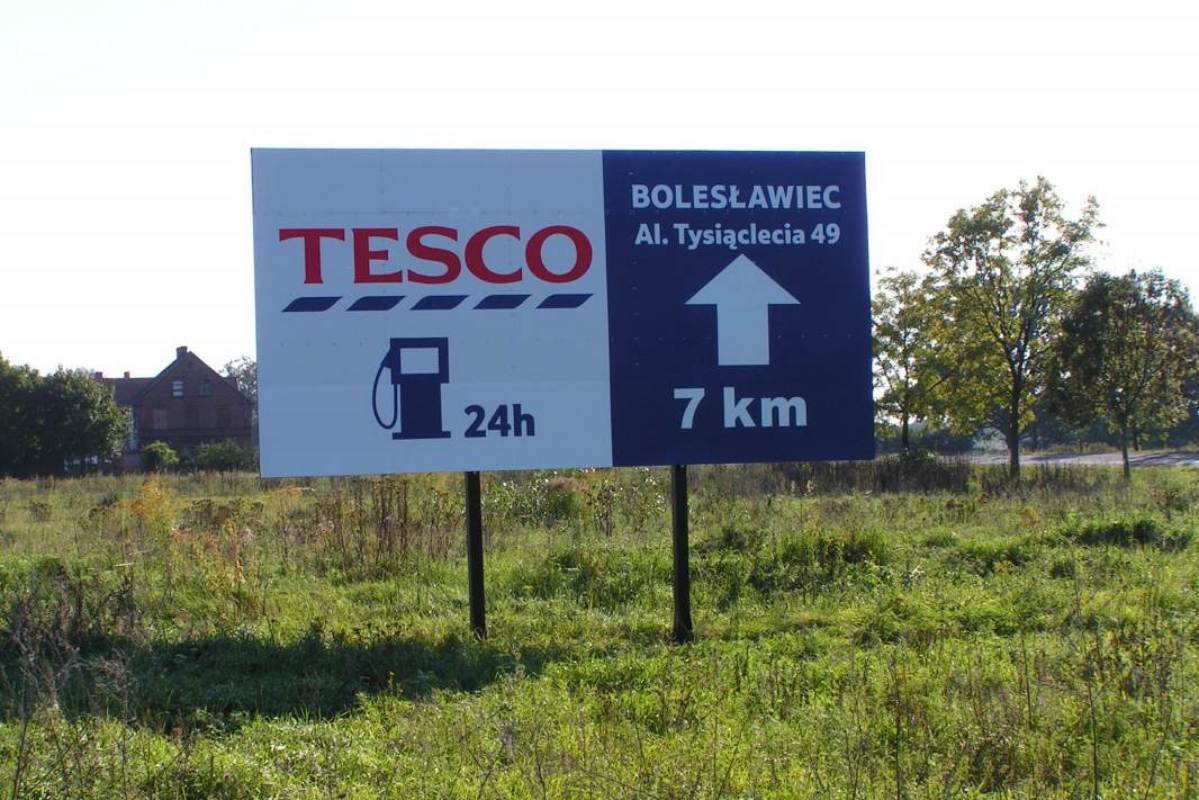 TESCO
24h
BOLESŁAWIEC
Al. Tysiąclecia 49
7 km